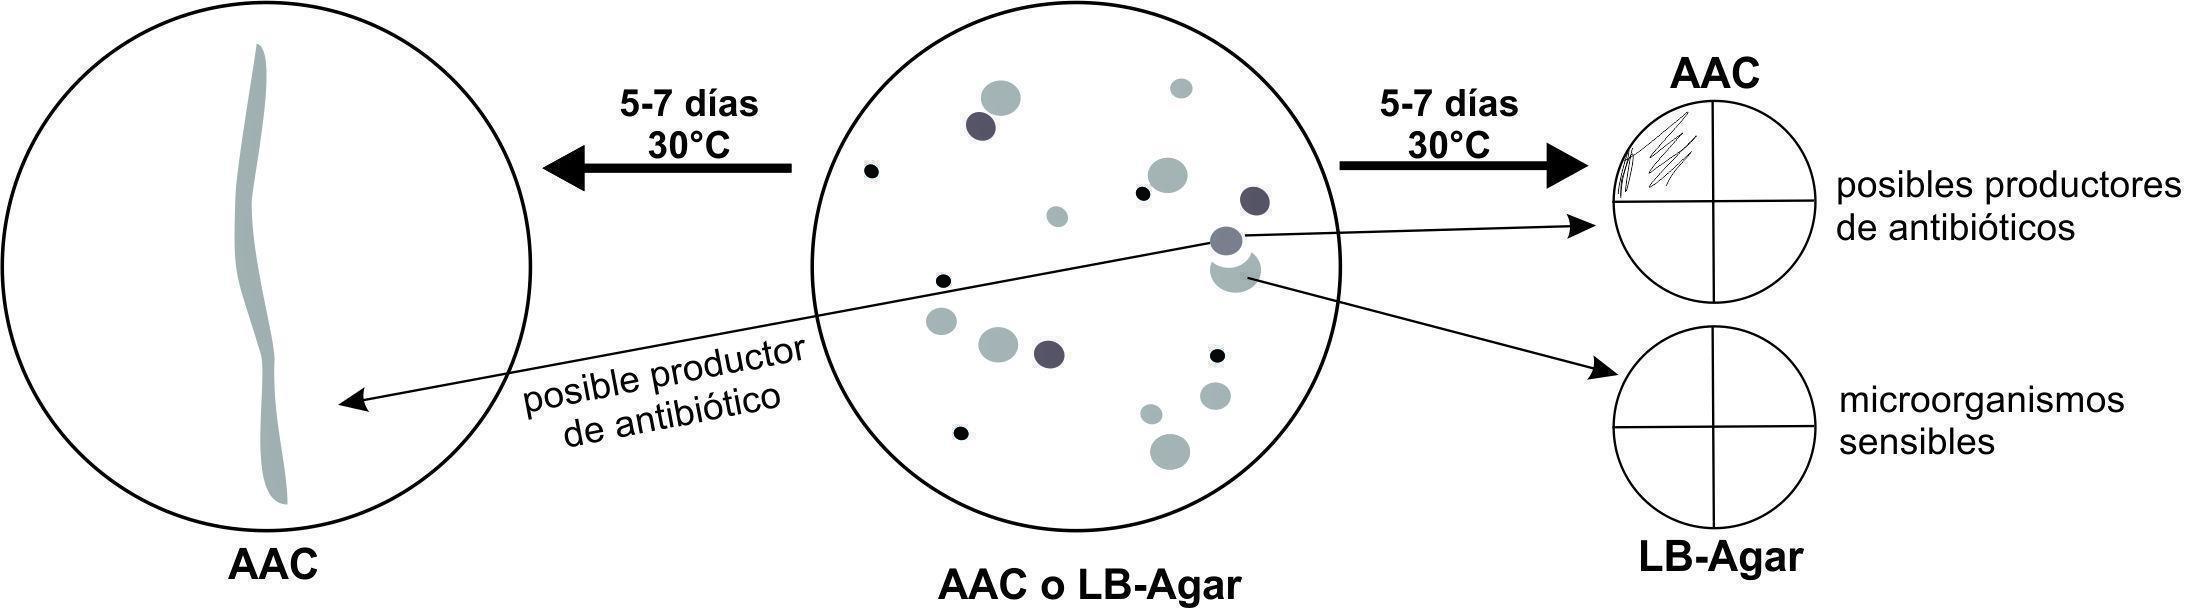 5-7 días
30°C
AAC
posible productor
de antibiótico
AAC o LB-Agar
5-7 días
30°C
AAC
posibles productores
de antibióticos
microorganismos
sensibles
LB-Agar